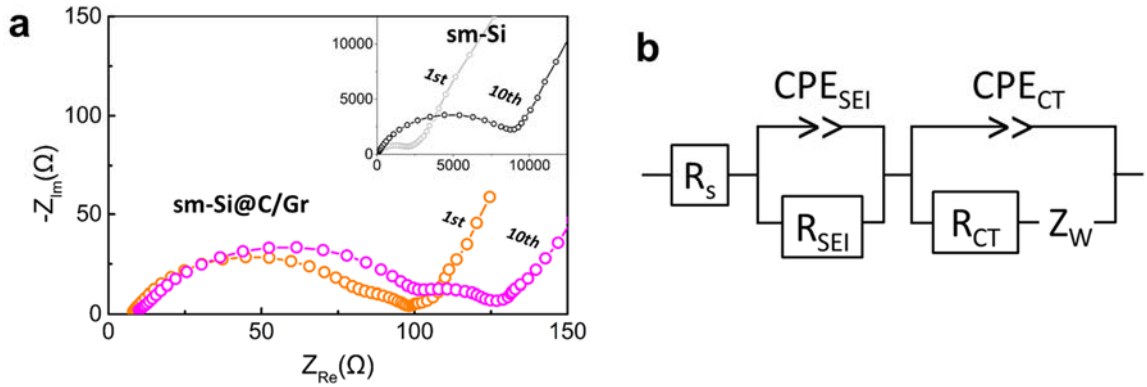 a
150
100
50
0
-Z_Im(Ω)
0
50
100
150
Z_Re(Ω)
sm-Si@C/Gr
1st
10th
sm-Si
10000
5000
0
0
5000
10000
1st
10th
b
CPE_SEI
CPE_CT
R_s
R_SEI
R_CT
Z_W